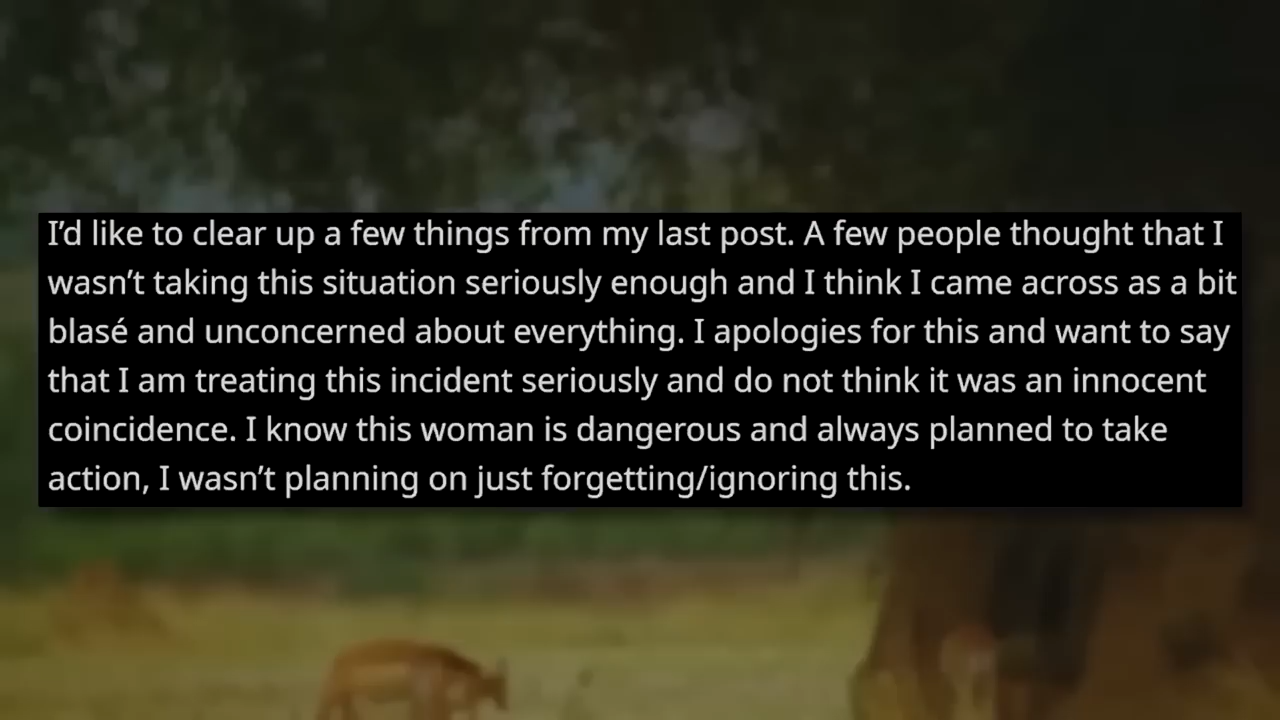 I’d like to clear up a few things from my last post. A few people thought that I
wasn’t taking this situation seriously enough and I think I came across as a bit
blasé and unconcerned about everything. I apologies for this and want to say
that I am treating this incident seriously and do not think it was an innocent
coincidence. I know this woman is dangerous and always planned to take
action, I wasn’t planning on just forgetting/ignoring this.